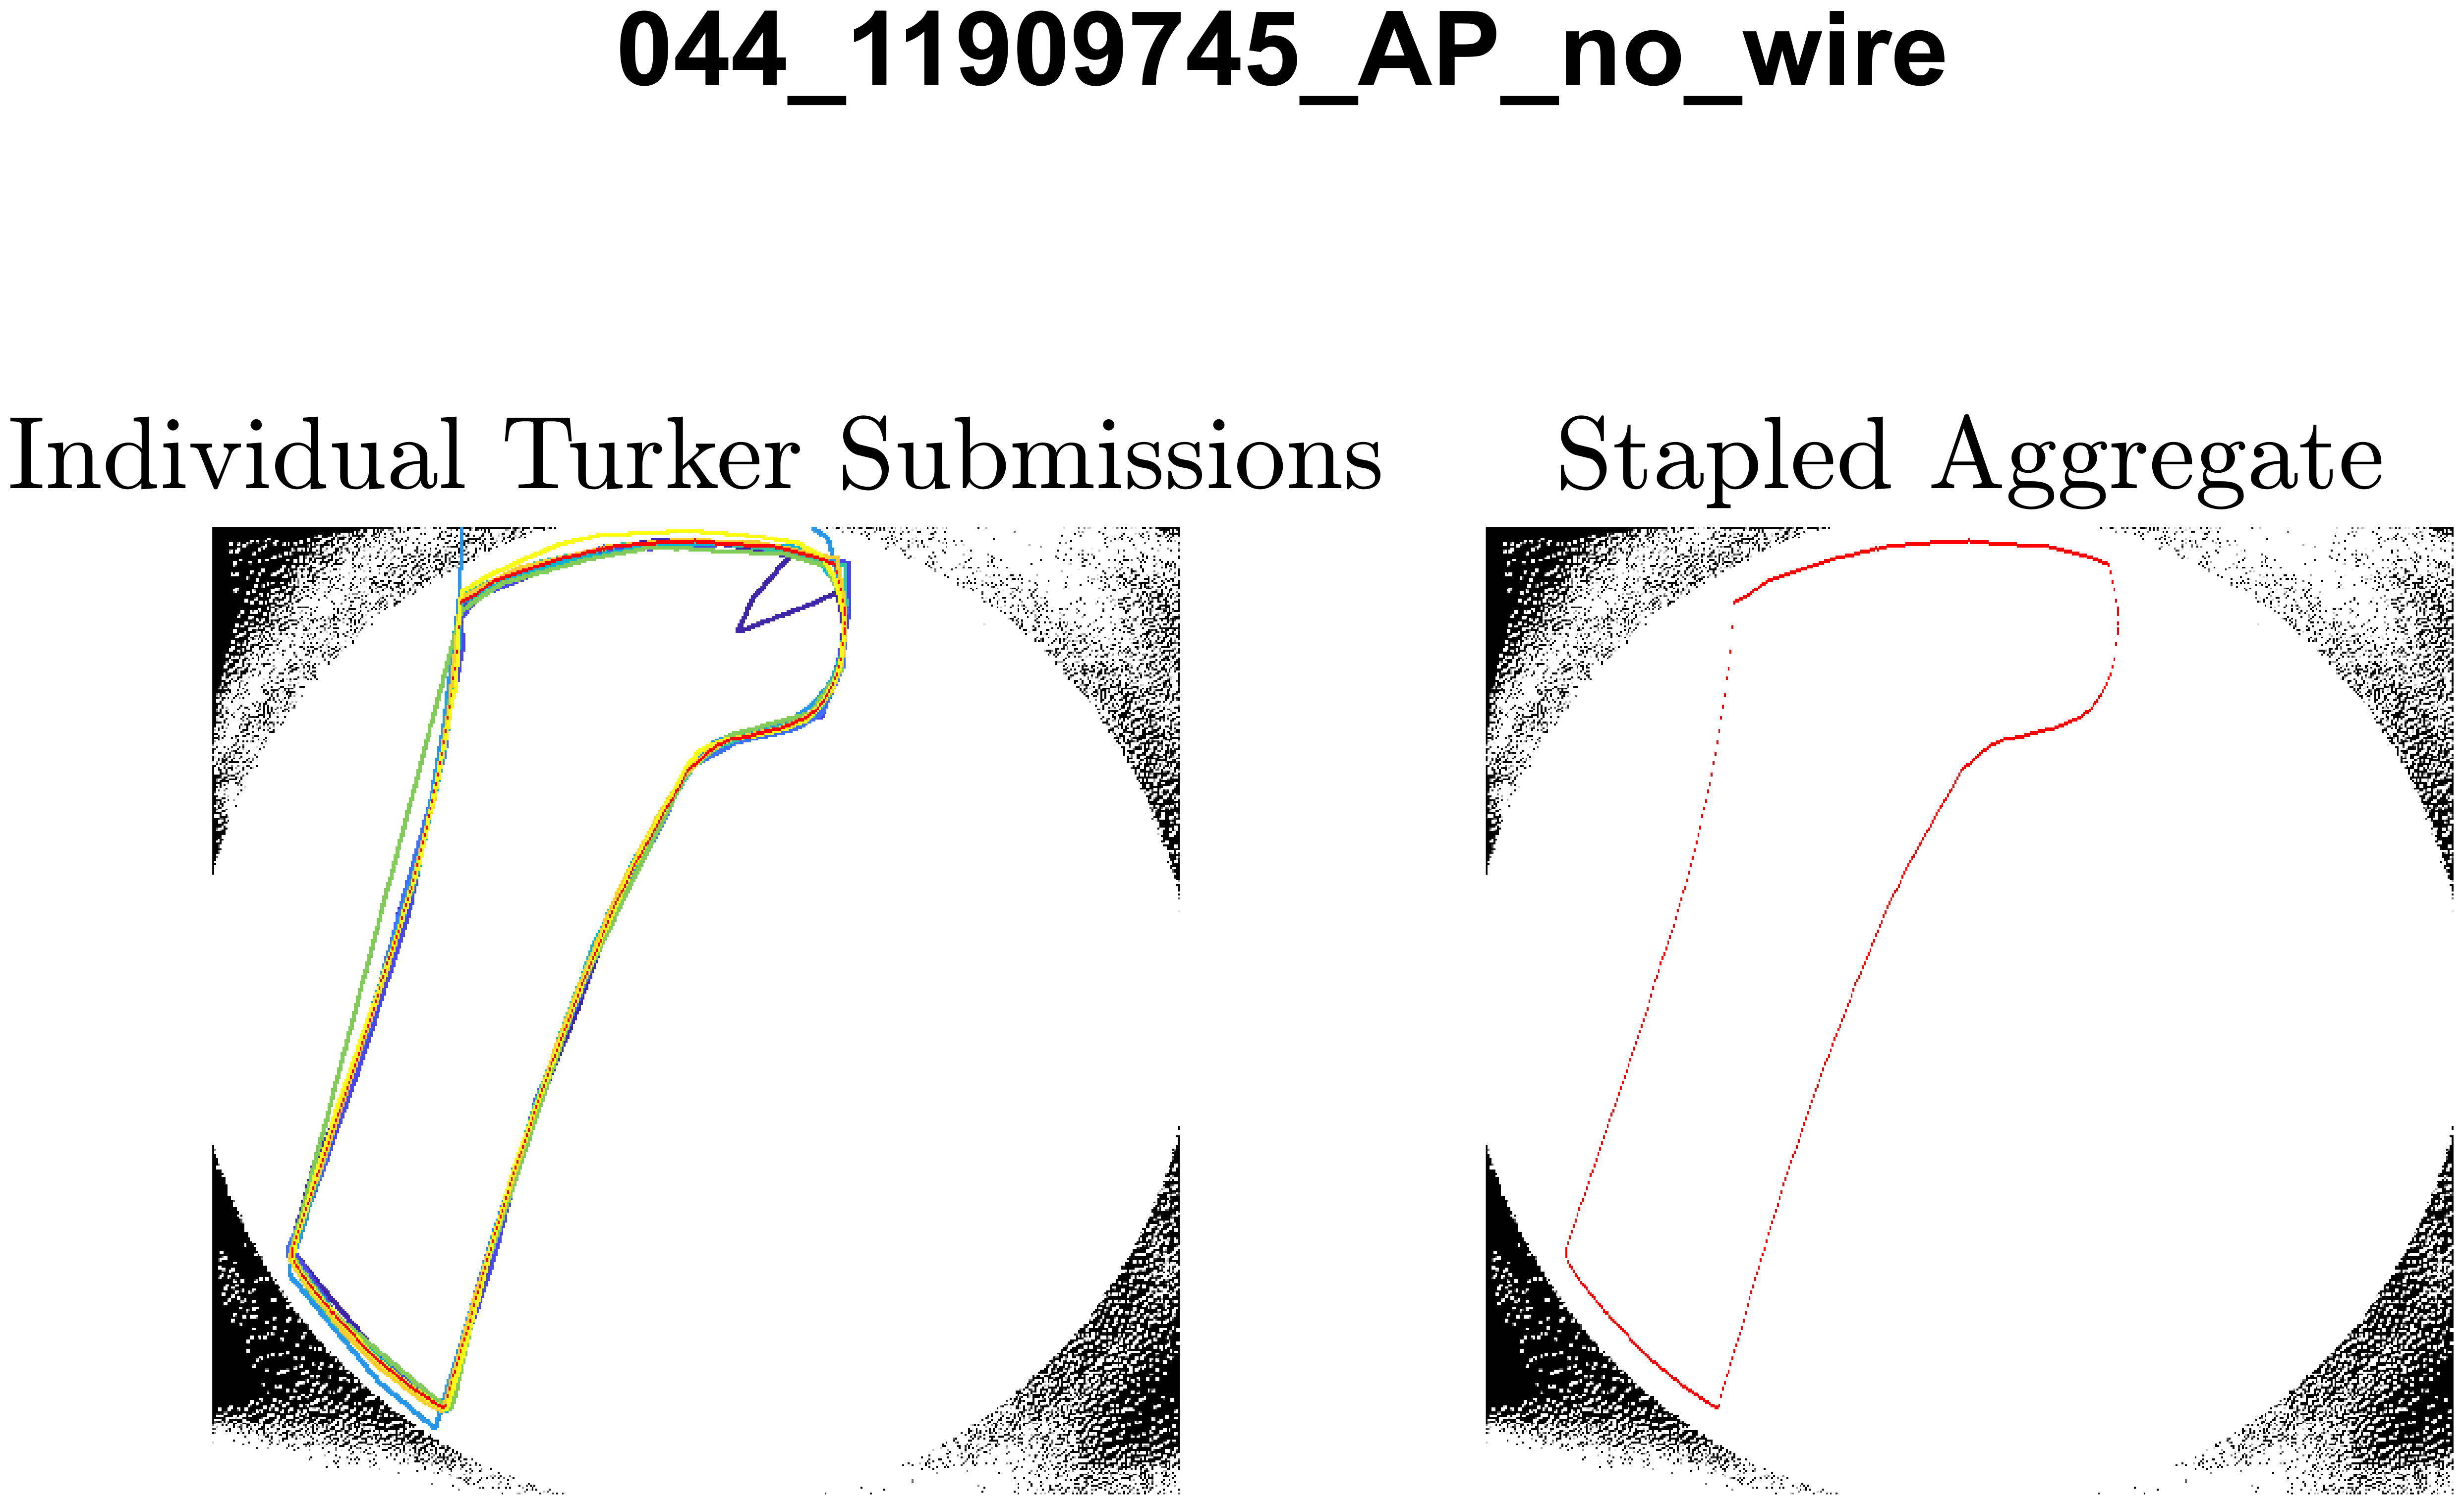 044_11909745_AP_no_wire
Individual Turker Submissions
Stapled Aggregate